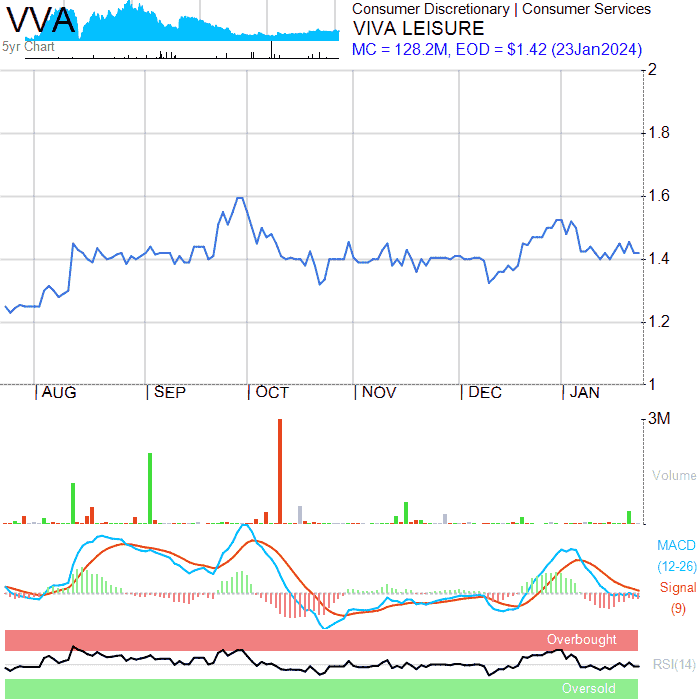 VVA
5yr Chart
Consumer Discretionary | Consumer Services
VIVA LEISURE
MC = 128.2M, EOD = $1.42 (23Jan2024)
2
1.8
1.6
1.4
1.2
1
AUG SEP OCT NOV DEC JAN
3M
Volume
MACD
(12-26)
Signal
(9)
Overbought
RSI(14)
Oversold